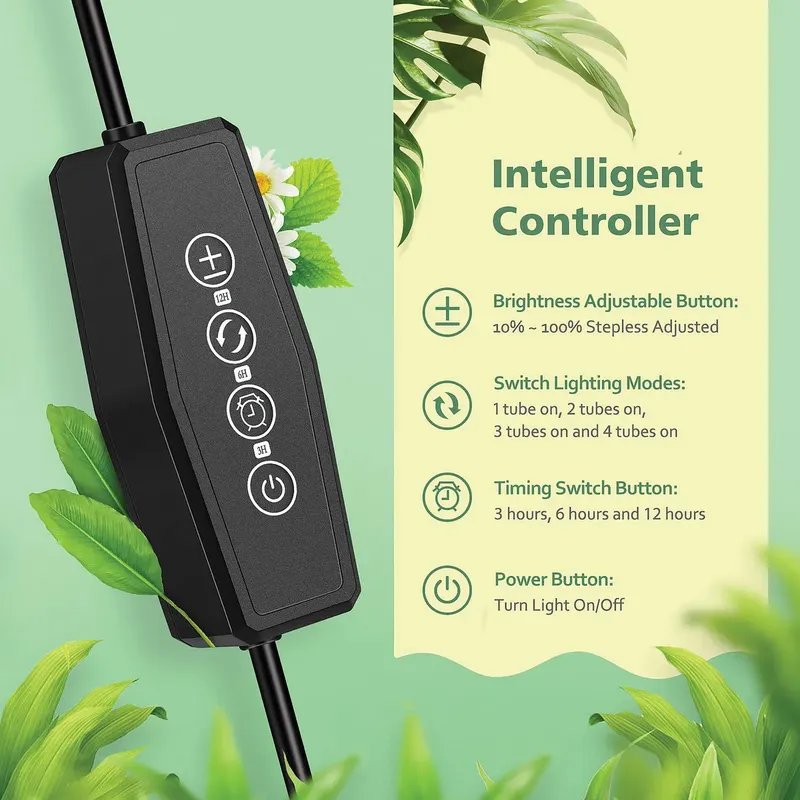 12H
6H
3H
Intelligent
Controller
Brightness Adjustable Button:
10% ~ 100% Stepless Adjusted
Switch Lighting Modes:
1 tube on, 2 tubes on,
3 tubes on and 4 tubes on
Timing Switch Button:
3 hours, 6 hours and 12 hours
Power Button:
Turn Light On/Off